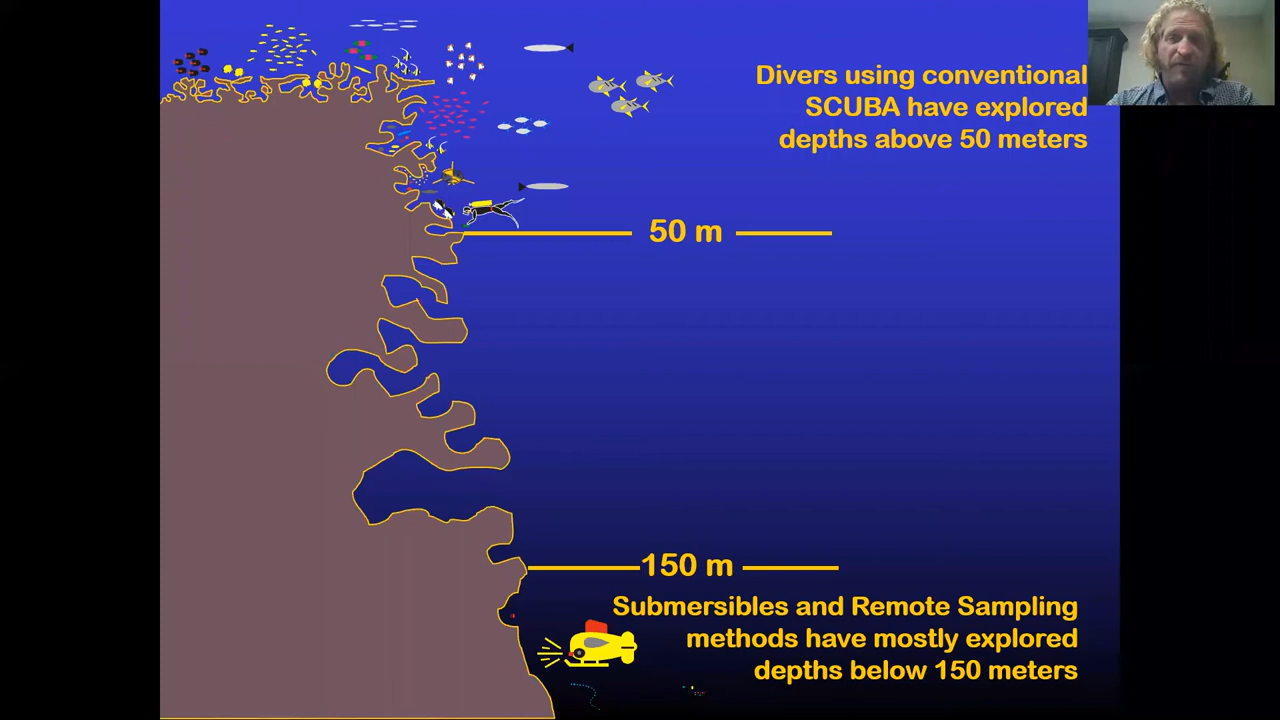 Divers using conventional
SCUBA have explored
depths above 50 meters
50 m
150 m
Submersibles and Remote Sampling
methods have mostly explored
depths below 150 meters